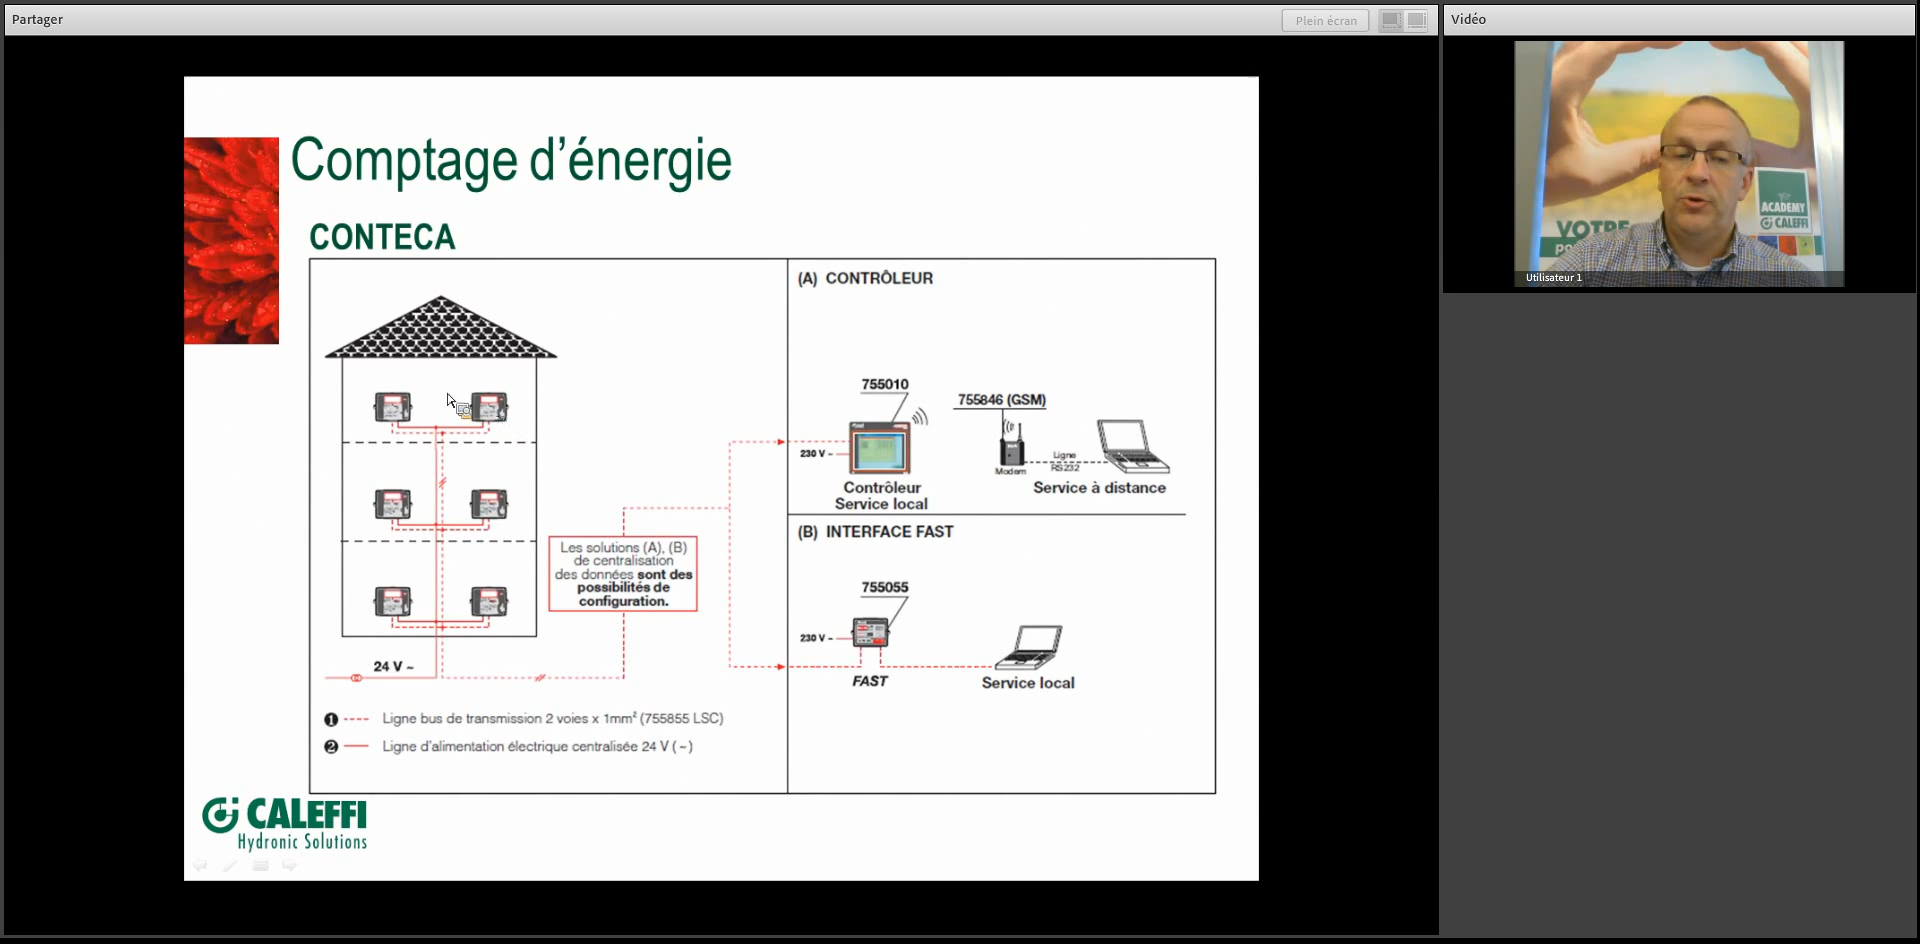 Partager
Plein écran
Vidéo
Comptage d'énergie
CONTECA
(A) CONTRÔLEUR
755010
755846 (GSM)
230 V ~
Modem
Ligne
RS232
Contrôleur
Service local
Service à distance
(B) INTERFACE FAST
755055
230 V ~
FAST
Service local
Les solutions (A), (B)
de centralisation
des données sont des
possibilités de
configuration.
24 V ~
1 Ligne bus de transmission 2 voies x 1mm² (755855 LSC)
2 Ligne d'alimentation électrique centralisée 24 V (~)
CALEFFI
Hydronic Solutions
ACADEMY
CALEFFI
VOTRE
Utilisateur 1